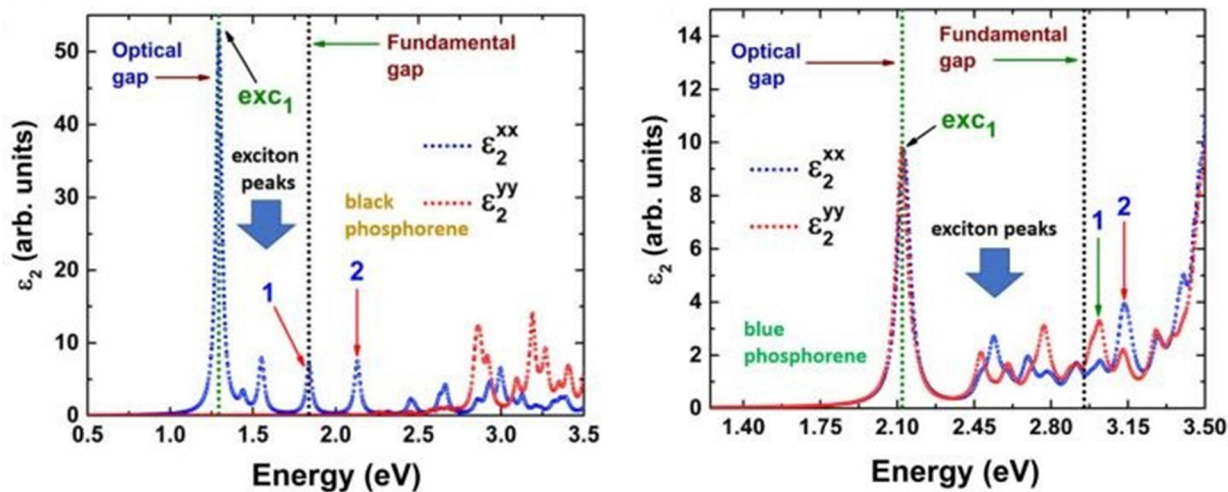 Optical
gap
exc1
Fundamental
gap
exciton
peaks
ε2xx
ε2yy
black
phosphorene
1
2
ε2 (arb. units)
50
40
30
20
10
0
0.5
1.0
1.5
2.0
2.5
3.0
3.5
Energy (eV)
Optical
gap
Fundamental
gap
exc1
ε2xx
ε2yy
exciton peaks
1
2
blue
phosphorene
ε2 (arb. units)
14
12
10
8
6
4
2
0
1.40
1.75
2.10
2.45
2.80
3.15
3.50
Energy (eV)